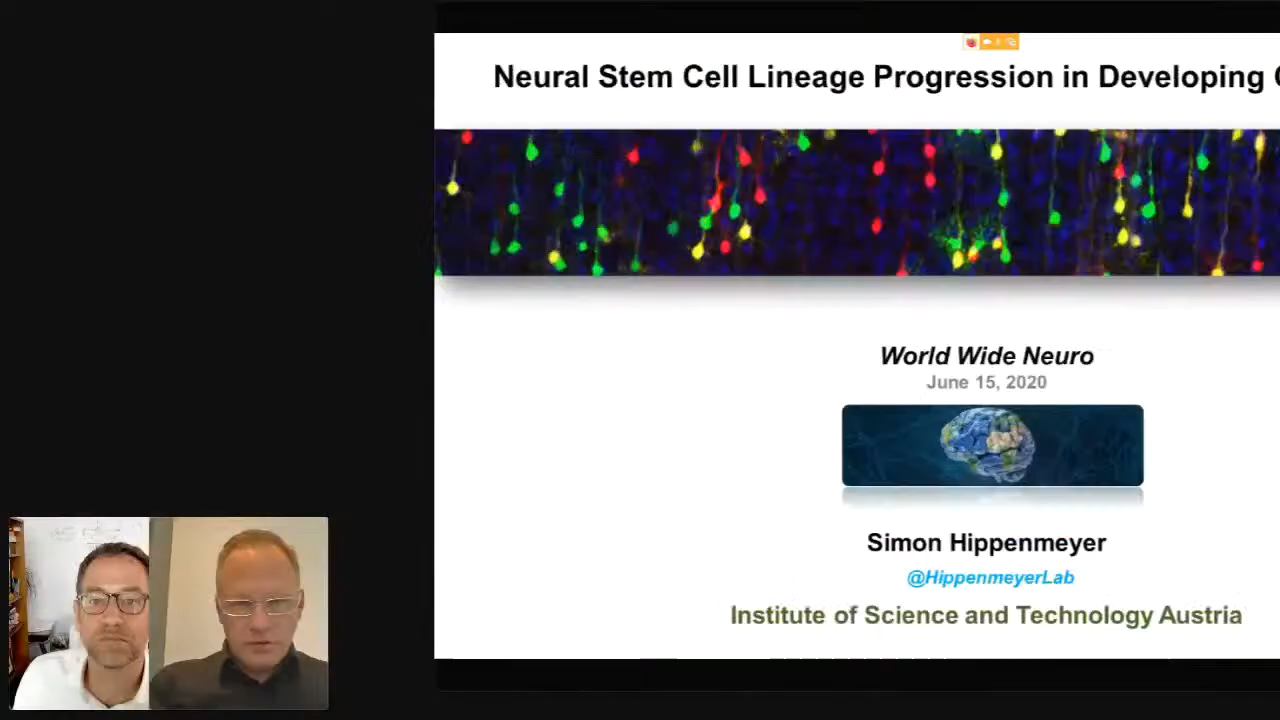 Neural Stem Cell Lineage Progression in Developing
World Wide Neuro
June 15, 2020
Simon Hippenmeyer
@HippenmeyerLab
Institute of Science and Technology Austria